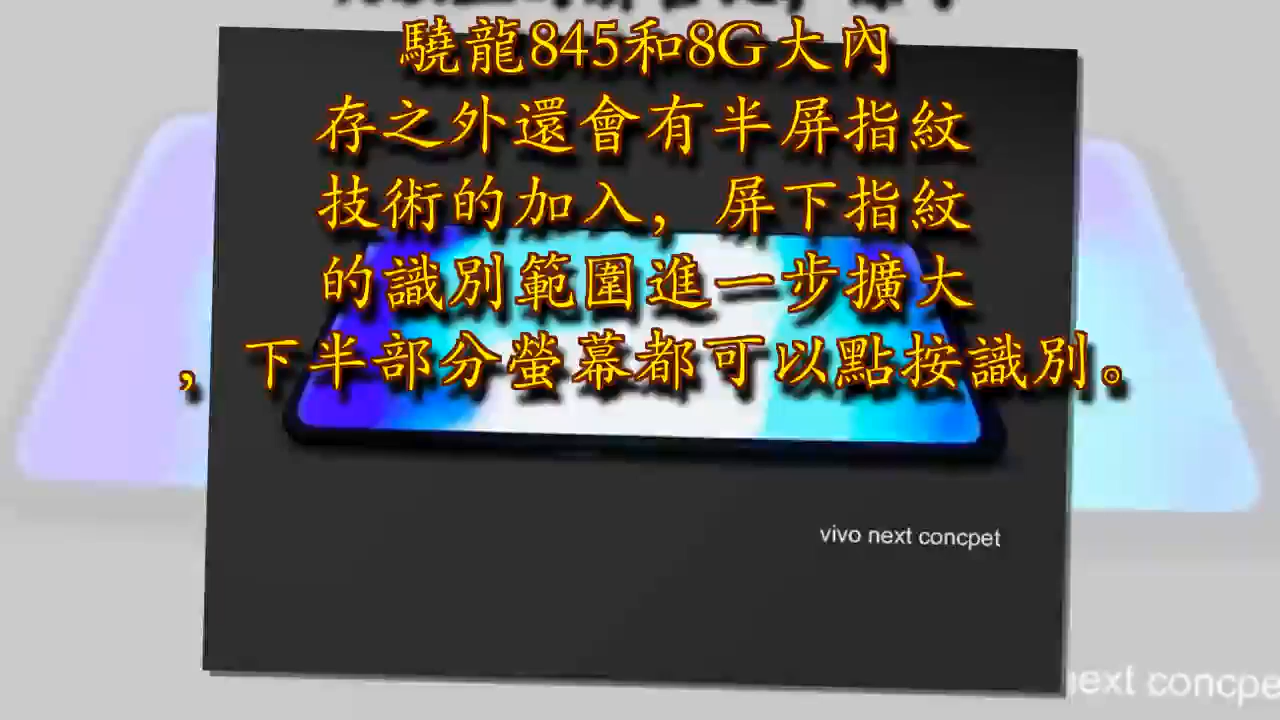 驍龍845和8G大內
存之外還會有半屏指紋
技術的加入，屏下指紋
的識別範圍進一步擴大
，下半部分螢幕都可以點按識別。
vivo next concpet
next concpe